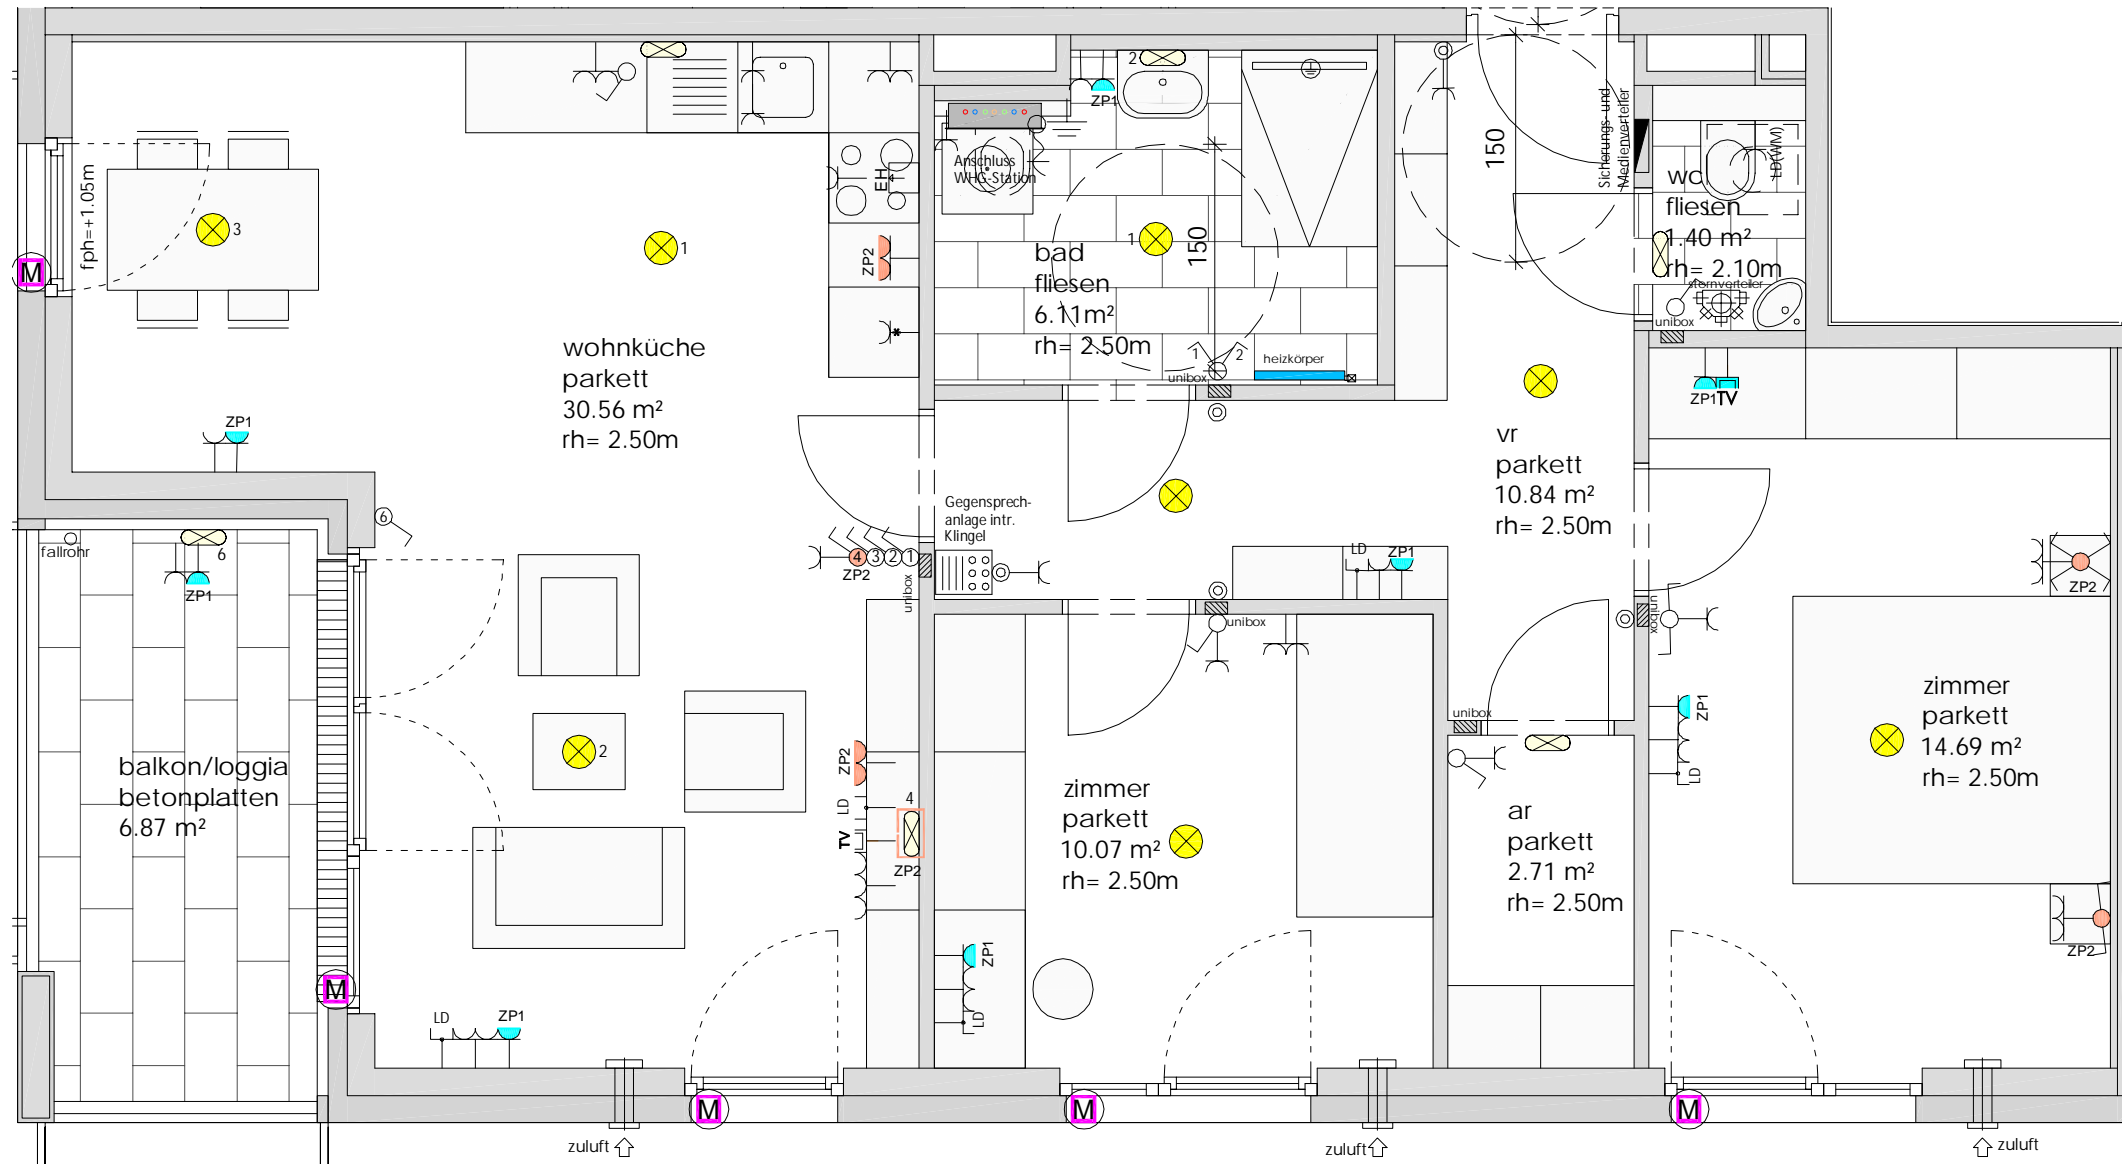 fph=+1.05m
M
3
1
EH
ZP2
*
wohnküche
parkett
30.56 m²
rh= 2.50m
ZP1
6
fallrohr
6
ZP1
balkon/loggia
betonplatten
6.87 m²
2
M
LD
ZP1
4
3
2
1
ZP2
unibox
ZP2
LD
TV
4
ZP2
2
ZP1
Anschluss
WHG-Station
1
150
bad
fliesen
6.11m²
rh= 2.50m
1
2
unibox
heizkörper
Gegensprech-
anlage intr.
Klingel
150
Sicherungs- und
Medienverteiler
LD(WM)
wc
fliesen
1.40 m²
rh= 2.10m
stornverteiler
unibox
vr
parkett
10.84 m²
rh= 2.50m
LD
ZP1
ZP1
TV
unibox
unibox
ZP2
ZP1
LD
zimmer
parkett
14.69 m²
rh= 2.50m
ZP2
unibox
ar
parkett
2.71 m²
rh= 2.50m
zimmer
parkett
10.07 m²
rh= 2.50m
ZP1
LD
M
M
M
zuluft
zuluft
zuluft